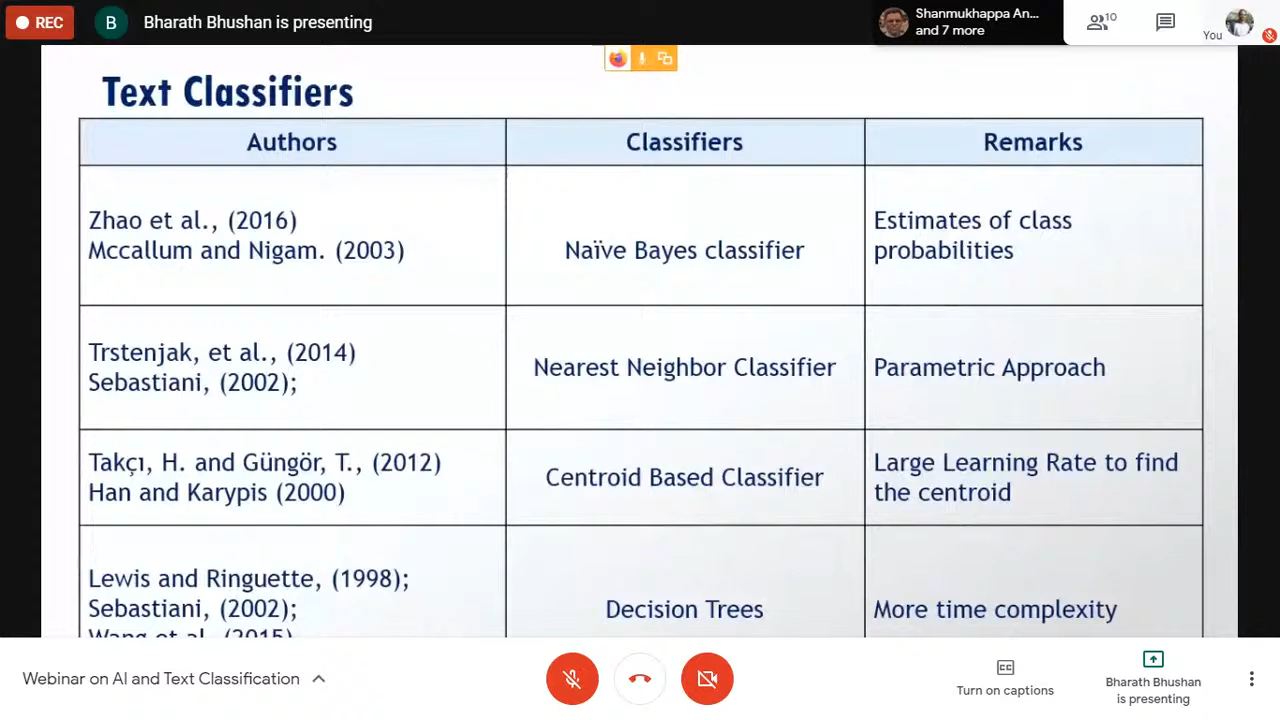 REC
B
Bharath Bhushan is presenting
Shanmukhappa An...
and 7 more
10
You
Text Classifiers
Authors
Classifiers
Remarks
Zhao et al., (2016)
Mccallum and Nigam. (2003)
Naïve Bayes classifier
Estimates of class
probabilities
Trstenjak, et al., (2014)
Sebastiani, (2002);
Nearest Neighbor Classifier
Parametric Approach
Takçı, H. and Güngör, T., (2012)
Han and Karypis (2000)
Centroid Based Classifier
Large Learning Rate to find
the centroid
Lewis and Ringuette, (1998);
Sebastiani, (2002);
Wang et al. (2015)
Decision Trees
More time complexity
Webinar on AI and Text Classification
CC
Turn on captions
Bharath Bhushan
is presenting